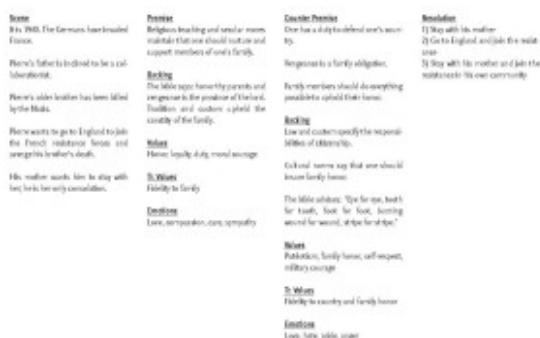 Scene
It is 1940. The Germans have invaded
France.
Pierre's father is inclined to be a col-
laborationist.
Pierre's older brother has been killed
by the Nazis.
Pierre wants to go to England to join
the French resistance forces and
avenge his brother's death.
His mother wants him to stay with
her; he is her only consolation.
Premise
Religious teaching and secular mores
maintain that one should nurture and
support members of one's family.
Backing
The bible says: honor thy parents and
vengeance is the province of the lord.
Tradition and custom uphold the
sanctity of the family.
Values
Honor, loyalty, duty, moral courage
Tr. Values
Fidelity to family
Emotions
Love, compassion, care, sympathy
Counter Premise
One has a duty to defend one's coun-
try.
Vengeance is a family obligation.
Family members should do everything
possible to uphold their honor.
Backing
Law and custom specify the responsi-
bilities of citizenship.
Cultural norms say that one should
insure family honor.
The bible advises: "Eye for eye, tooth
for tooth, foot for foot, burning
wound for wound, stripe for stripe."
Values
Patriotism, family honor, self-respect,
military courage
Tr. Values
Fidelity to country and family honor
Emotions
Love, hate, pride, anger
Resolution
1) Stay with his mother
2) Go to England and join the resist-
ance
3) Stay with his mother and join the
resistance in his own community